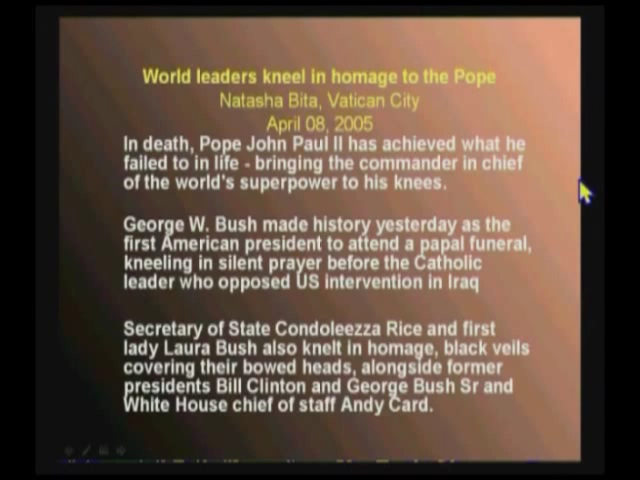 World leaders kneel in homage to the Pope
Natasha Bita, Vatican City
April 08, 2005
In death, Pope John Paul II has achieved what he
failed to in life - bringing the commander in chief
of the world's superpower to his knees.
George W. Bush made history yesterday as the
first American president to attend a papal funeral,
kneeling in silent prayer before the Catholic
leader who opposed US intervention in Iraq
Secretary of State Condoleezza Rice and first
lady Laura Bush also knelt in homage, black veils
covering their bowed heads, alongside former
presidents Bill Clinton and George Bush Sr and
White House chief of staff Andy Card.